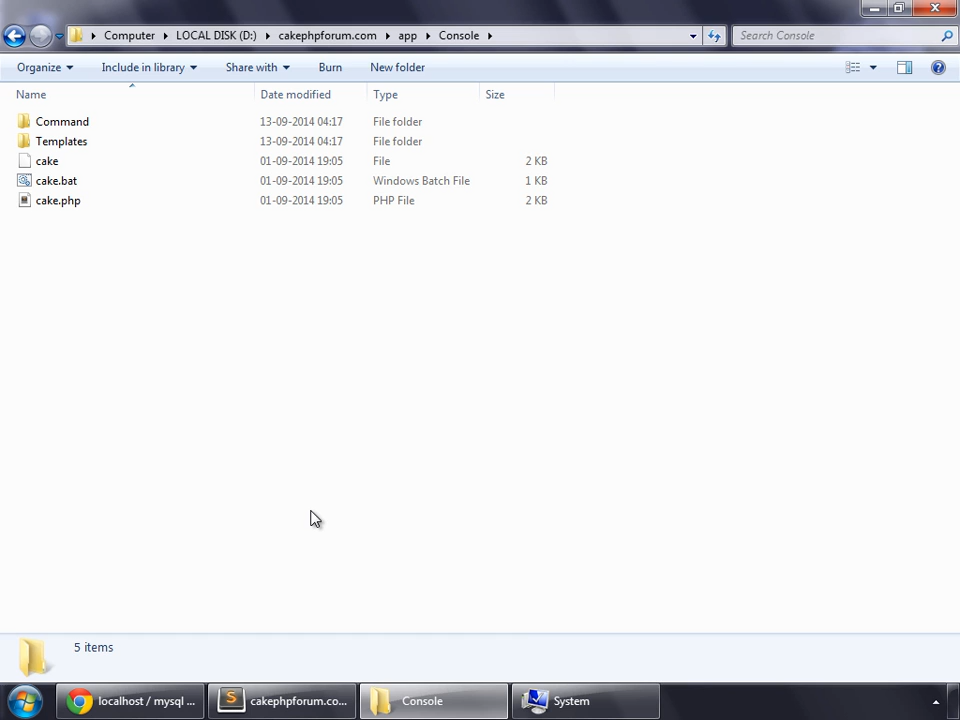 Computer LOCAL DISK (D:) cakephpforum.com app Console Search Console
Organize Include in library Share with Burn New folder
Name Date modified Type Size
Command 13-09-2014 04:17 File folder
Templates 13-09-2014 04:17 File folder
cake 01-09-2014 19:05 File 2 KB
cake.bat 01-09-2014 19:05 Windows Batch File 1 KB
cake.php 01-09-2014 19:05 PHP File 2 KB
5 items
localhost / mysql ... cakephpforum.co... Console System